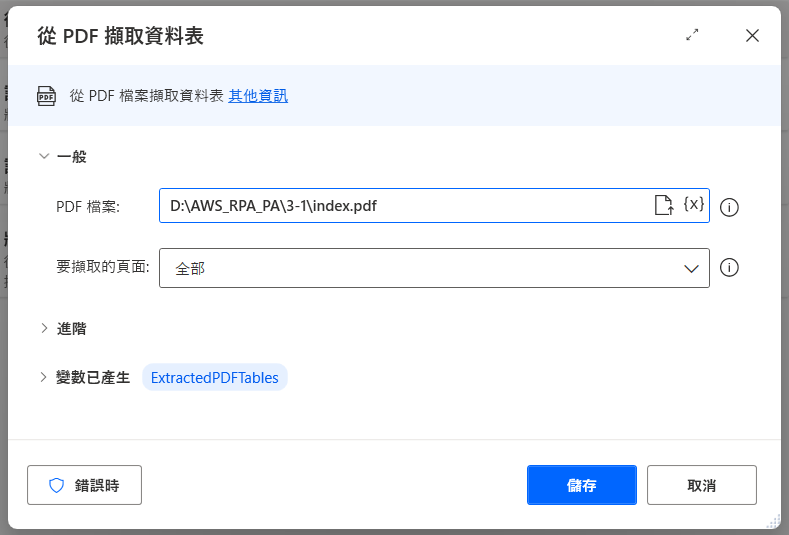 從 PDF 擷取資料表
PDF 從 PDF 檔案擷取資料表 其他資訊
一般
PDF 檔案: D:\AWS_RPA_PA\3-1\index.pdf {x}
要擷取的頁面: 全部
進階
變數已產生 ExtractedPDFTables
錯誤時 儲存 取消